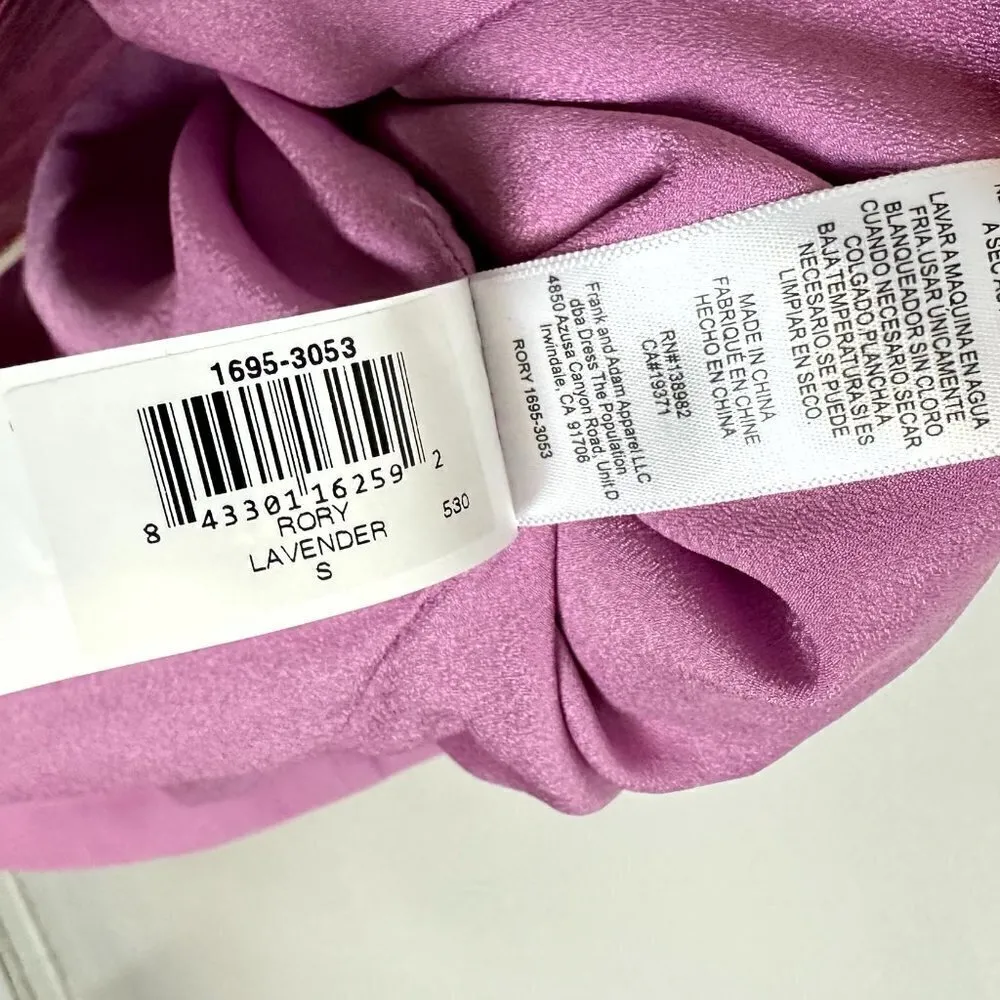 1695-3053
8 43301 16259 2
RORY
530
LAVENDER
S
RORY 1695-3053
Frank and Adam Apparel LLC
dba Dress The Population
4850 Azusa Canyon Road, Unit D
Irwindale, CA 91706
RN#138982
CA#19371
MADE IN CHINA
FABRIQUÉ EN CHINE
HECHO EN CHINA
LAVAR A MAQUINA EN AGUA
FRIA.USAR UNICAMENTE
BLANQUEADOR SIN CLORO
CUANDO NECESARIO.SECAR
COLGADO.PLANCHA A
BAJA TEMPERATURA SI ES
NECESARIO.SE PUEDE
LIMPIAR EN SECO.